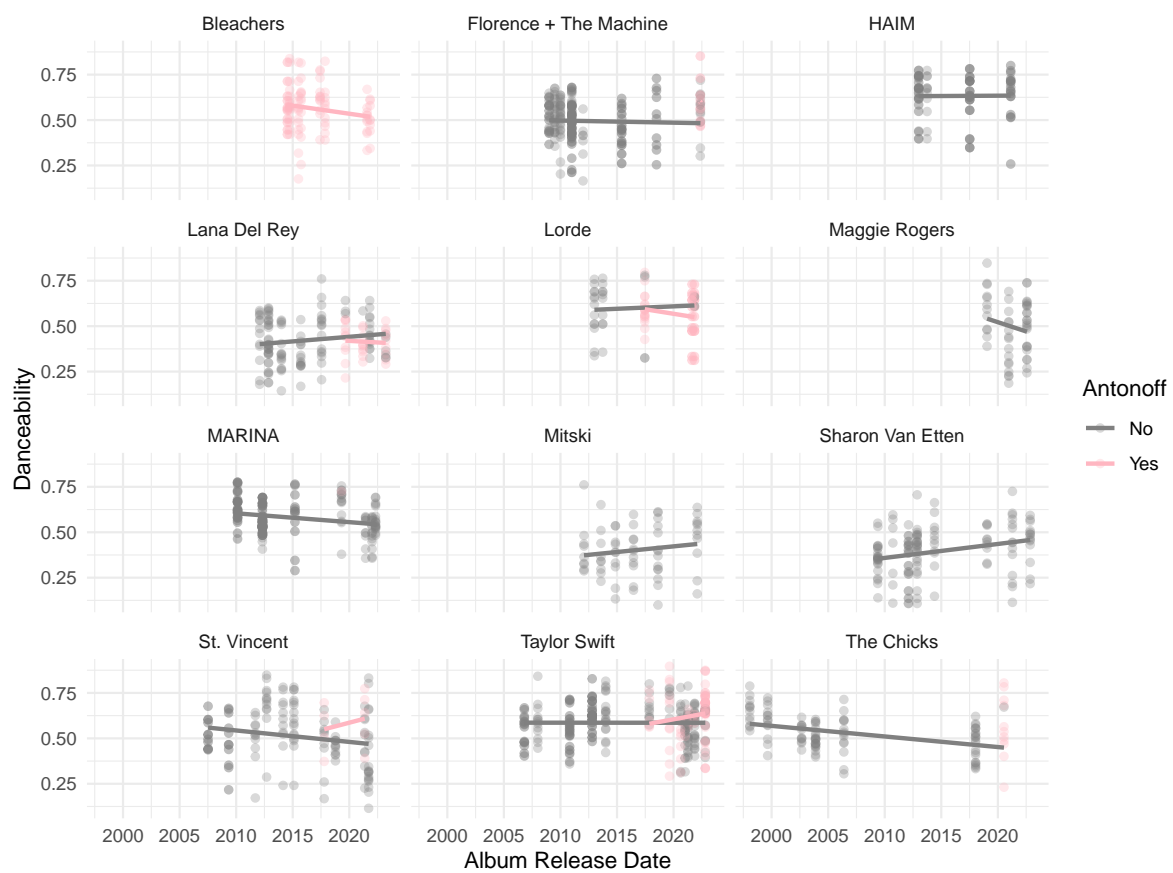 Bleachers
Florence + The Machine
HAIM
0.75
0.50
0.25
Lana Del Rey
Lorde
Maggie Rogers
0.75
0.50
0.25
MARINA
Mitski
Sharon Van Etten
0.75
0.50
0.25
St. Vincent
Taylor Swift
The Chicks
0.75
0.50
0.25
2000 2005 2010 2015 2020
2000 2005 2010 2015 2020
2000 2005 2010 2015 2020
Album Release Date
Danceability
Antonoff
No
Yes